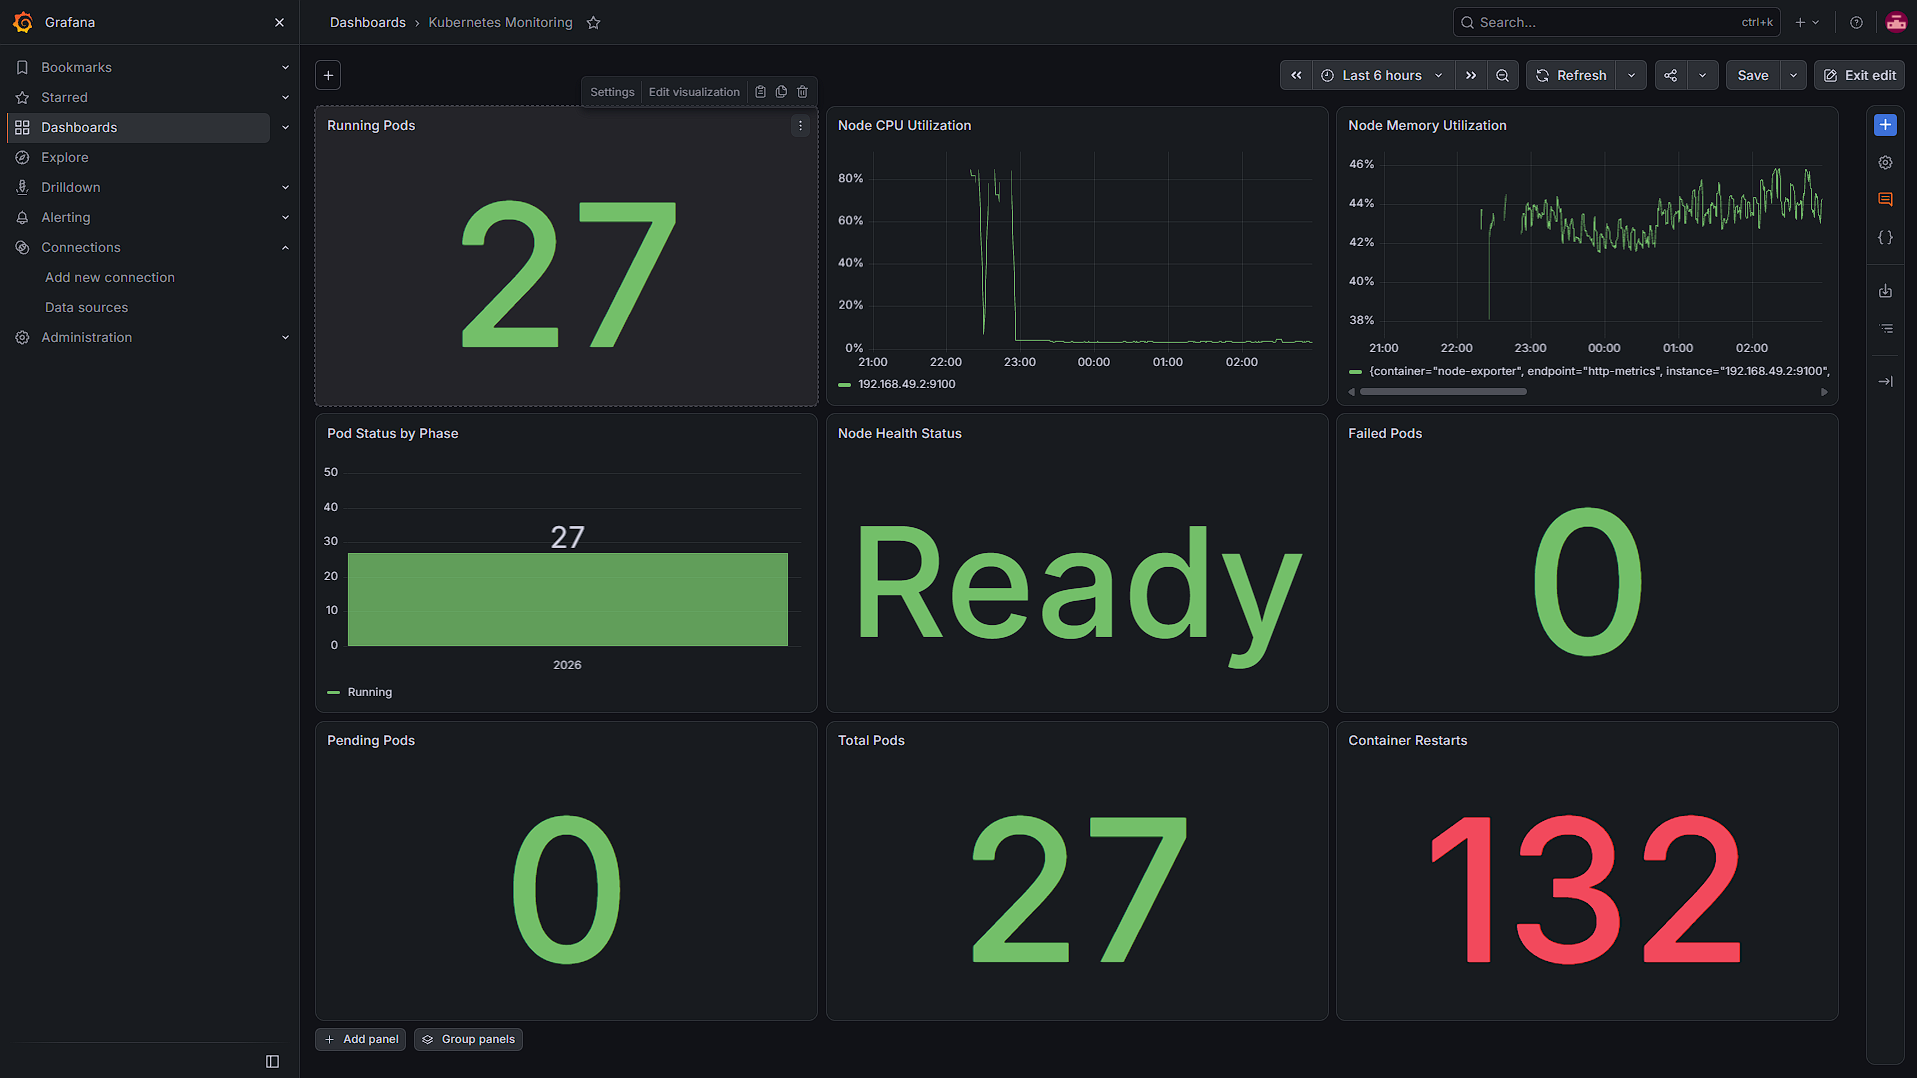 Grafana
Dashboards › Kubernetes Monitoring
Search... ctrl+k
Bookmarks
Starred
Dashboards
Explore
Drilldown
Alerting
Connections
Add new connection
Data sources
Administration
Last 6 hours
Refresh
Save
Exit edit
Settings Edit visualization
Running Pods
27
Node CPU Utilization
80%
60%
40%
20%
0%
21:00 22:00 23:00 00:00 01:00 02:00
192.168.49.2:9100
Node Memory Utilization
46%
44%
42%
40%
38%
21:00 22:00 23:00 00:00 01:00 02:00
{container="node-exporter", endpoint="http-metrics", instance="192.168.49.2:9100",
Pod Status by Phase
50
40
30
20
10
0
27
2026
Running
Node Health Status
Ready
Failed Pods
0
Pending Pods
0
Total Pods
27
Container Restarts
132
Add panel
Group panels